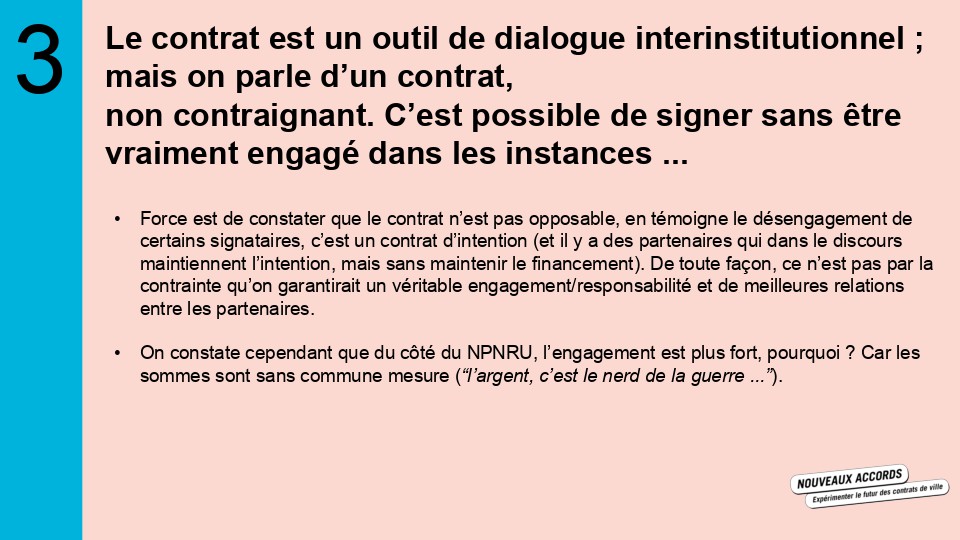 3
Le contrat est un outil de dialogue interinstitutionnel ;
mais on parle d’un contrat,
non contraignant. C’est possible de signer sans être
vraiment engagé dans les instances ...
• Force est de constater que le contrat n’est pas opposable, en témoigne le désengagement de
certains signataires, c’est un contrat d’intention (et il y a des partenaires qui dans le discours
maintiennent l’intention, mais sans maintenir le financement). De toute façon, ce n’est pas par la
contrainte qu’on garantirait un véritable engagement/responsabilité et de meilleures relations
entre les partenaires.
• On constate cependant que du côté du NPNRU, l’engagement est plus fort, pourquoi ? Car les
sommes sont sans commune mesure (“l’argent, c’est le nerd de la guerre ...”).
NOUVEAUX ACCORDS
Expérimenter le futur des contrats de ville